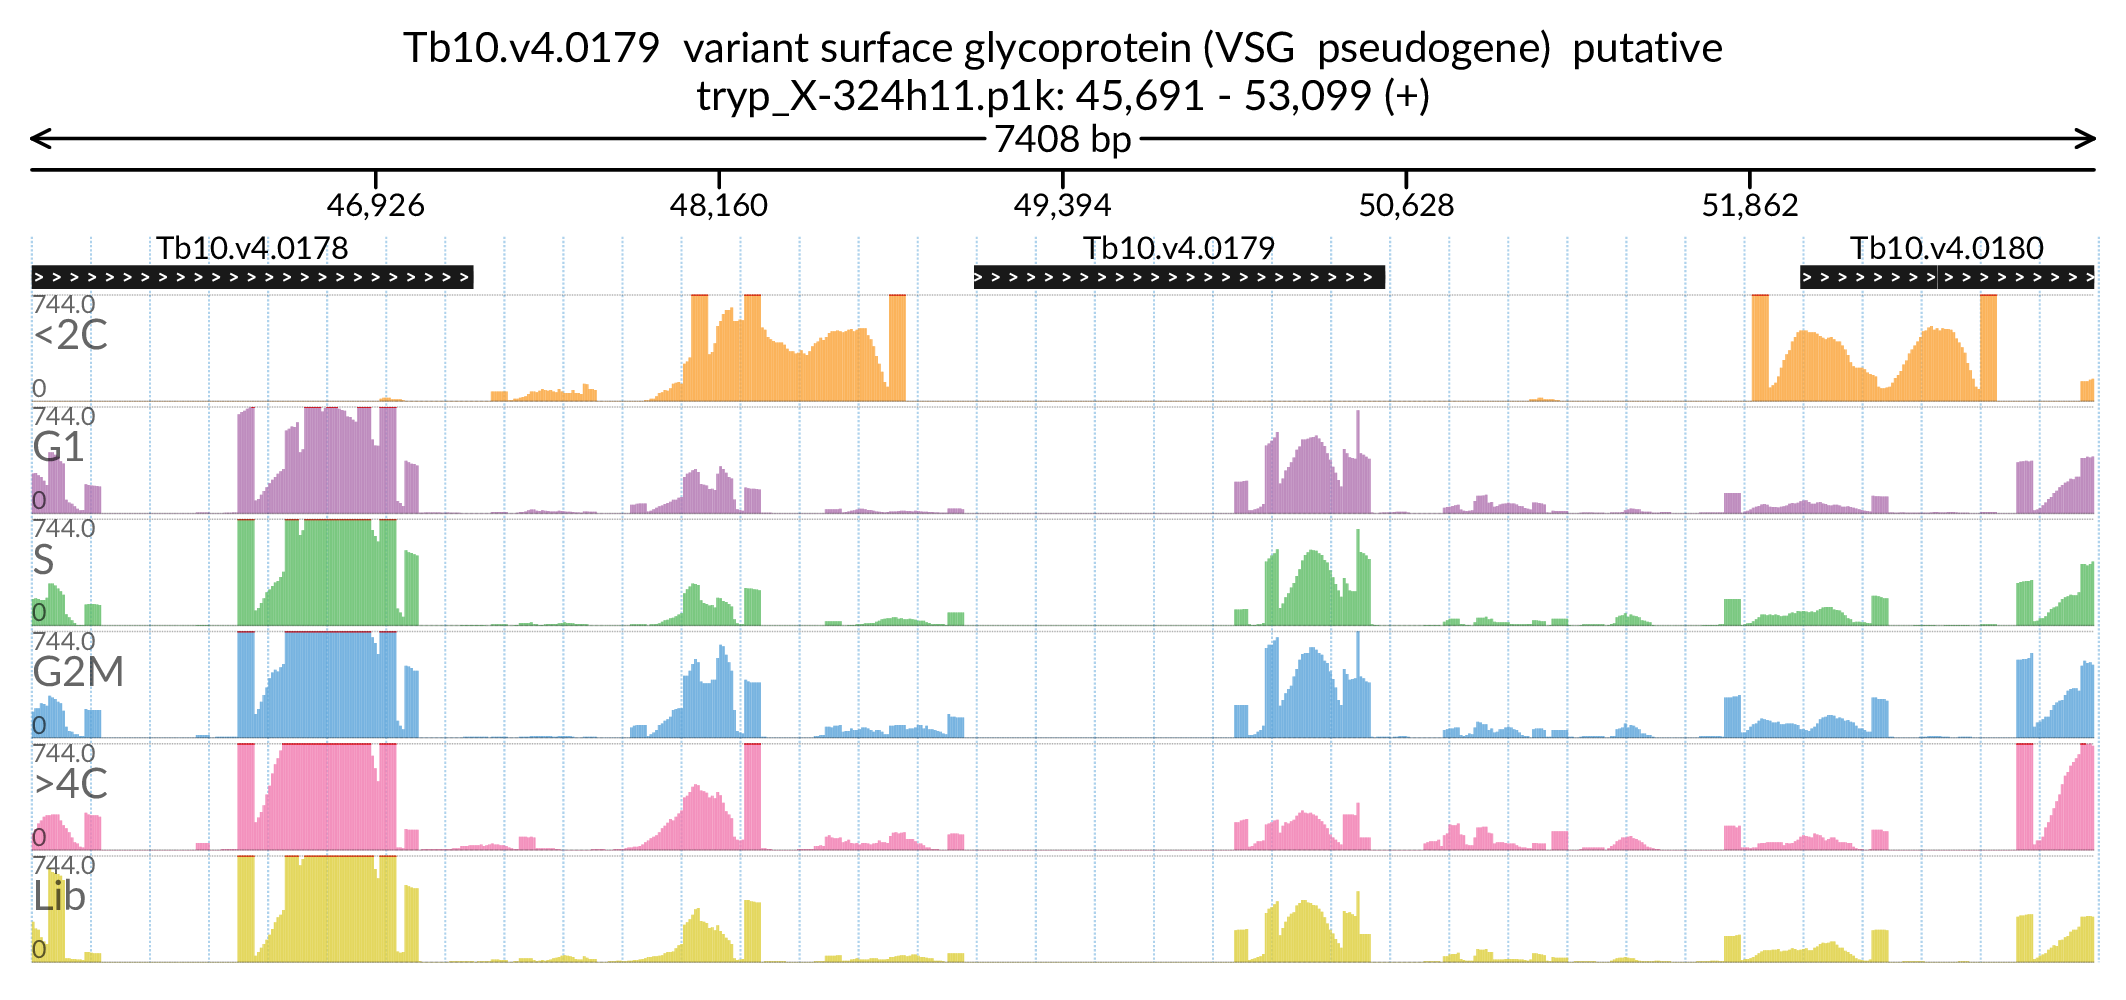 Tb10.v4.0179 variant surface glycoprotein (VSG pseudogene) putative
tryp_X-324h11.p1k: 45,691 - 53,099 (+)
7408 bp
46,926 48,160 49,394 50,628 51,862
Tb10.v4.0178 Tb10.v4.0179 Tb10.v4.0180
744.0
<2C
0
744.0
G1
0
744.0
S
0
744.0
G2M
0
744.0
>4C
0
744.0
Lib
0